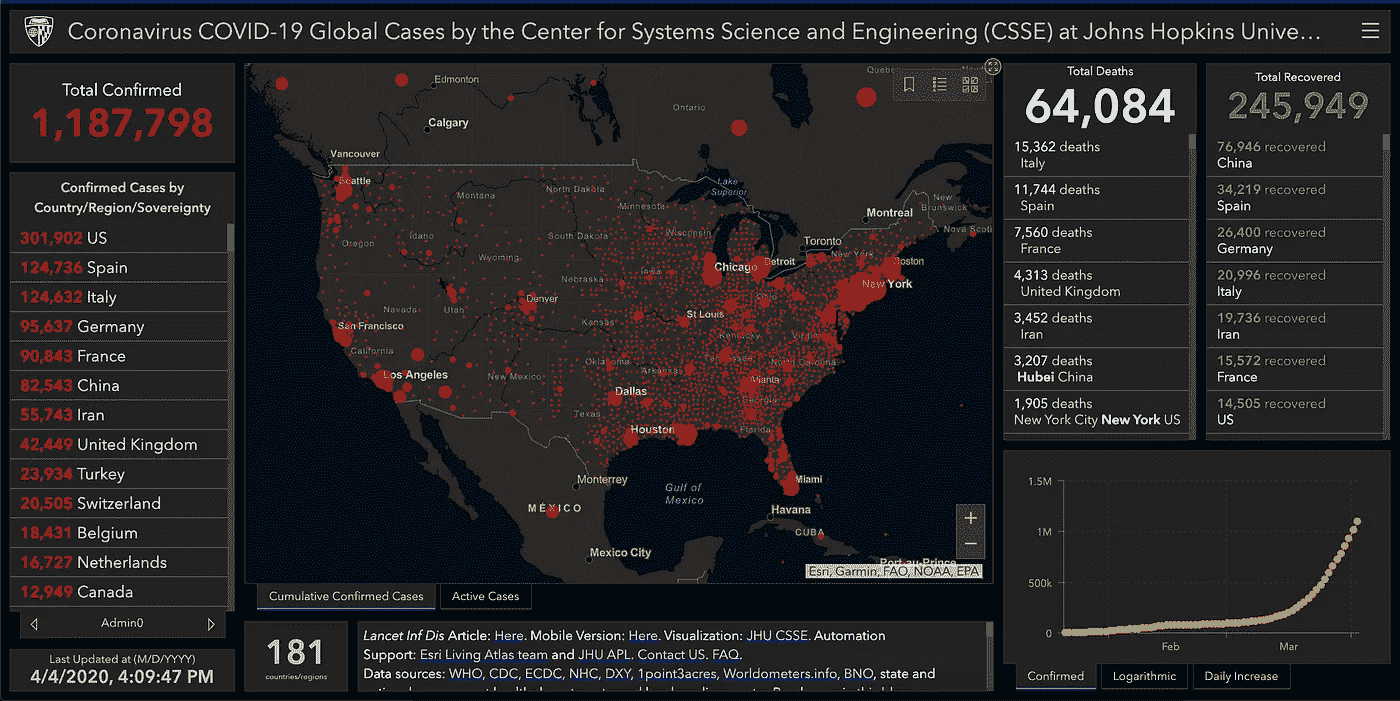 Coronavirus COVID-19 Global Cases by the Center for Systems Science and Engineering (CSSE) at Johns Hopkins Unive...
Total Confirmed
1,187,798
Confirmed Cases by
Country/Region/Sovereignty
301,902 US
124,736 Spain
124,632 Italy
95,637 Germany
90,843 France
82,543 China
55,743 Iran
42,449 United Kingdom
23,934 Turkey
20,505 Switzerland
18,431 Belgium
16,727 Netherlands
12,949 Canada
Admin0
Last Updated at (M/D/YYYY)
4/4/2020, 4:09:47 PM
Edmonton
Quebe
Ontario
Calgary
Vancouver
Seattle
Montana
North Dakota
Lake
Superior
Minnesota
New
Brunswick
Montreal
Nova Scoti
Oregon
Idaho
South Dakota
Wisconsin
Toronto
Wyoming
Iowa
Chicago
Detroit
New York
Boston
Nebraska
New York
Nevada
Utah
Denver
Ohio
St Louis
San Francisco
Kansas
Kentucky
Virginia
California
Oklahoma
Tennessee
North Carolina
Los Angeles
New Mexico
Arkansas
Atlanta
Dallas
Georgia
Texas
Houston
Florida
Monterrey
Gulf of
Mexico
Miami
MÉXICO
Havana
CUBA
Mexico City
Port-au-Prince
Esri, Garmin, FAO, NOAA, EPA
Cumulative Confirmed Cases
Active Cases
181
countries/regions
Lancet Inf Dis Article: Here. Mobile Version: Here. Visualization: JHU CSSE. Automation
Support: Esri Living Atlas team and JHU APL. Contact US. FAQ.
Data sources: WHO, CDC, ECDC, NHC, DXY, 1point3acres, Worldometers.info, BNO, state and
Total Deaths
64,084
15,362 deaths
Italy
11,744 deaths
Spain
7,560 deaths
France
4,313 deaths
United Kingdom
3,452 deaths
Iran
3,207 deaths
Hubei China
1,905 deaths
New York City New York US
Total Recovered
245,949
76,946 recovered
China
34,219 recovered
Spain
26,400 recovered
Germany
20,996 recovered
Italy
19,736 recovered
Iran
15,572 recovered
France
14,505 recovered
US
1.5M
1M
500k
0
Feb
Mar
Confirmed
Logarithmic
Daily Increase